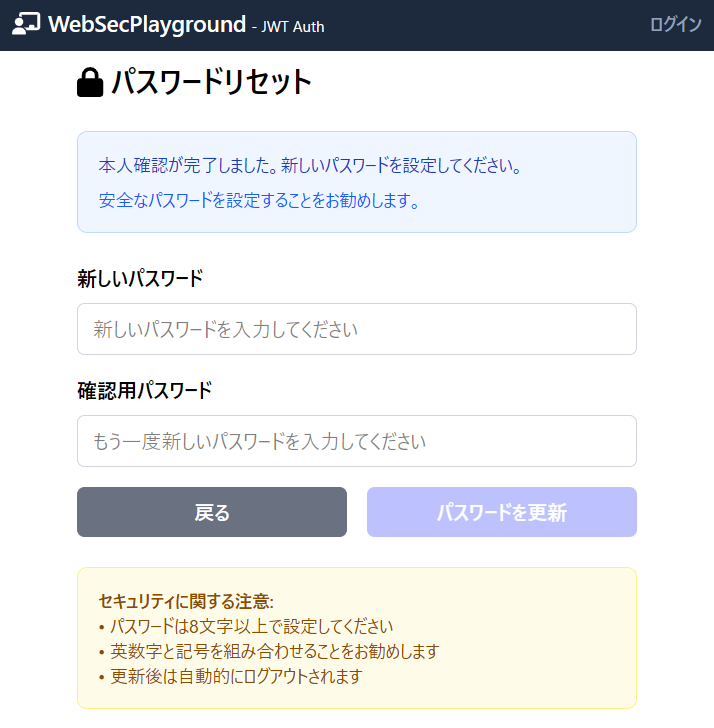 WebSecPlayground - JWT Auth
ログイン
パスワードリセット
本人確認が完了しました。新しいパスワードを設定してください。
安全なパスワードを設定することをお勧めします。
新しいパスワード
新しいパスワードを入力してください
確認用パスワード
もう一度新しいパスワードを入力してください
戻る
パスワードを更新
セキュリティに関する注意:
• パスワードは8文字以上で設定してください
• 英数字と記号を組み合わせることをお勧めします
• 更新後は自動的にログアウトされます